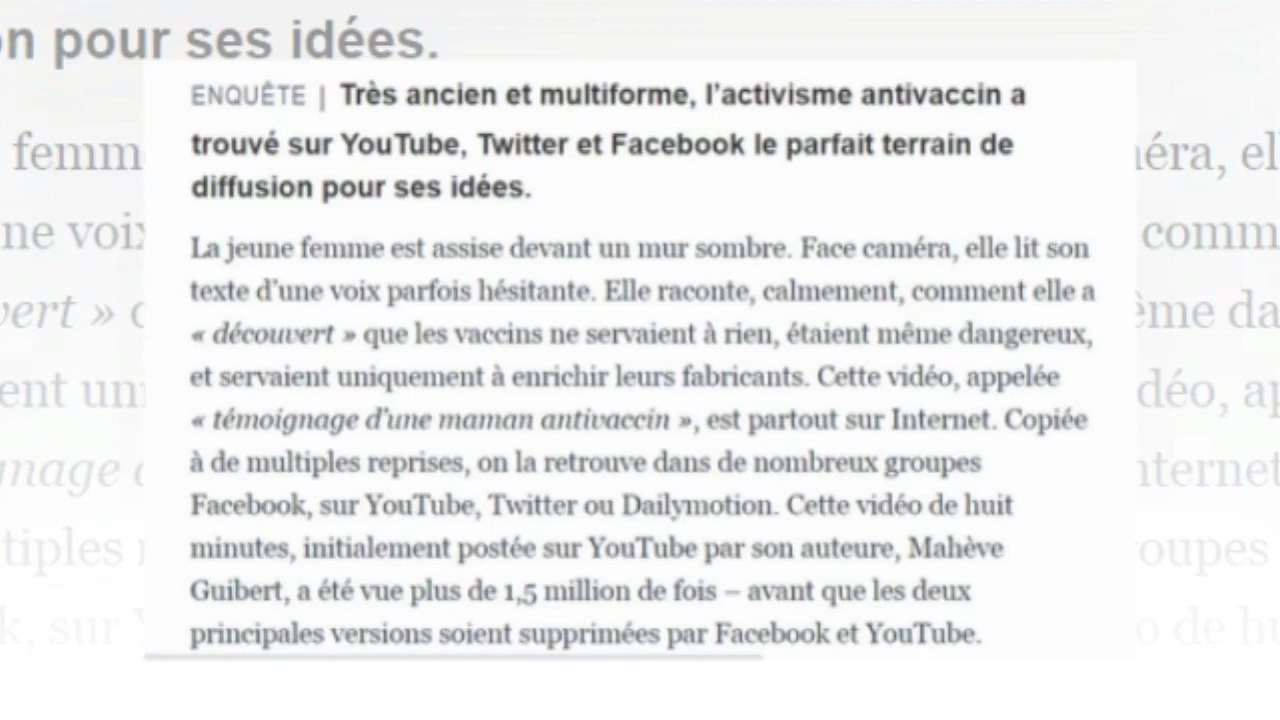 on pour ses idées.
ENQUÊTE | Très ancien et multiforme, l'activisme antivaccin a
trouvé sur YouTube, Twitter et Facebook le parfait terrain de
diffusion pour ses idées.
La jeune femme est assise devant un mur sombre. Face caméra, elle lit son
texte d'une voix parfois hésitante. Elle raconte, calmement, comment elle a
« découvert » que les vaccins ne servaient à rien, étaient même dangereux,
et servaient uniquement à enrichir leurs fabricants. Cette vidéo, appelée
« témoignage d'une maman antivaccin », est partout sur Internet. Copiée
à de multiples reprises, on la retrouve dans de nombreux groupes
Facebook, sur YouTube, Twitter ou Dailymotion. Cette vidéo de huit
minutes, initialement postée sur YouTube par son auteure, Mahève
Guibert, a été vue plus de 1,5 million de fois – avant que les deux
principales versions soient supprimées par Facebook et YouTube.